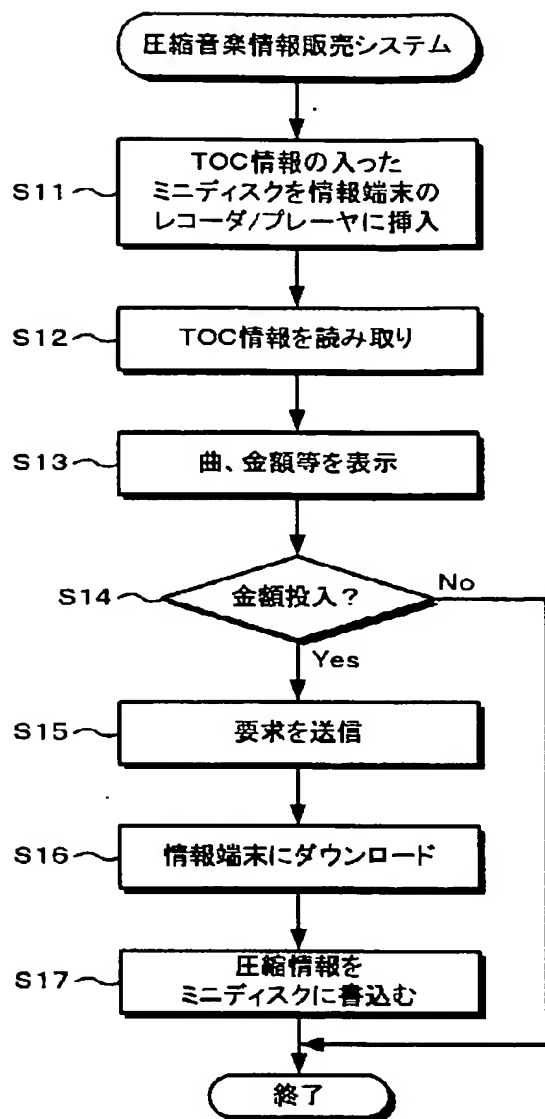 圧縮音楽情報販売システム
S11
TOC情報の入った
ミニディスクを情報端末の
レコーダ/プレーヤに挿入
S12
TOC情報を読み取り
S13
曲、金額等を表示
S14
金額投入?
No
Yes
S15
要求を送信
S16
情報端末にダウンロード
S17
圧縮情報を
ミニディスクに書込む
終了